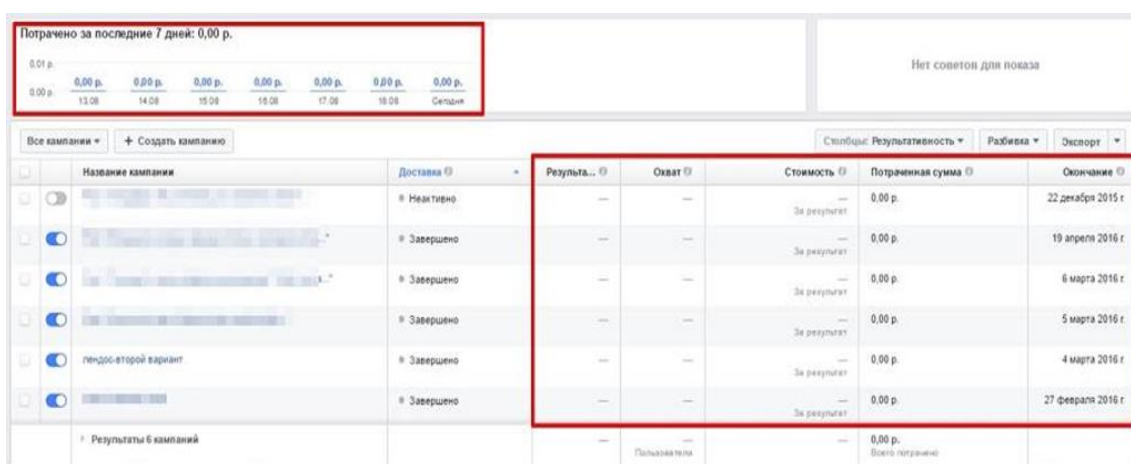 Потрачено за последние 7 дней: 0,00 р.
0,01 р.
0,00 р.
0,00 р. 0,00 р. 0,00 р. 0,00 р. 0,00 р. 0,00 р. 0,00 р.
13.08 14.08 15.08 16.08 17.08 18.08 Сегодня
Нет советов для показа
Все кампании + Создать кампанию Столбцы: Результативность Разбивка Экспорт
Название кампании Доставка Результа... Охват Стоимость Потраченная сумма Окончание
Неактивно — — — 0,00 р. 22 декабря 2015 г.
За результат
Завершено — — — 0,00 р. 19 апреля 2016 г.
За результат
Завершено — — — 0,00 р. 6 марта 2016 г.
За результат
Завершено — — — 0,00 р. 5 марта 2016 г.
За результат
лендос-второй вариант Завершено — — — 0,00 р. 4 марта 2016 г.
За результат
Завершено — — — 0,00 р. 27 февраля 2016 г.
За результат
Результаты 6 кампаний — — — 0,00 р.
Пользователи Всего потрачено